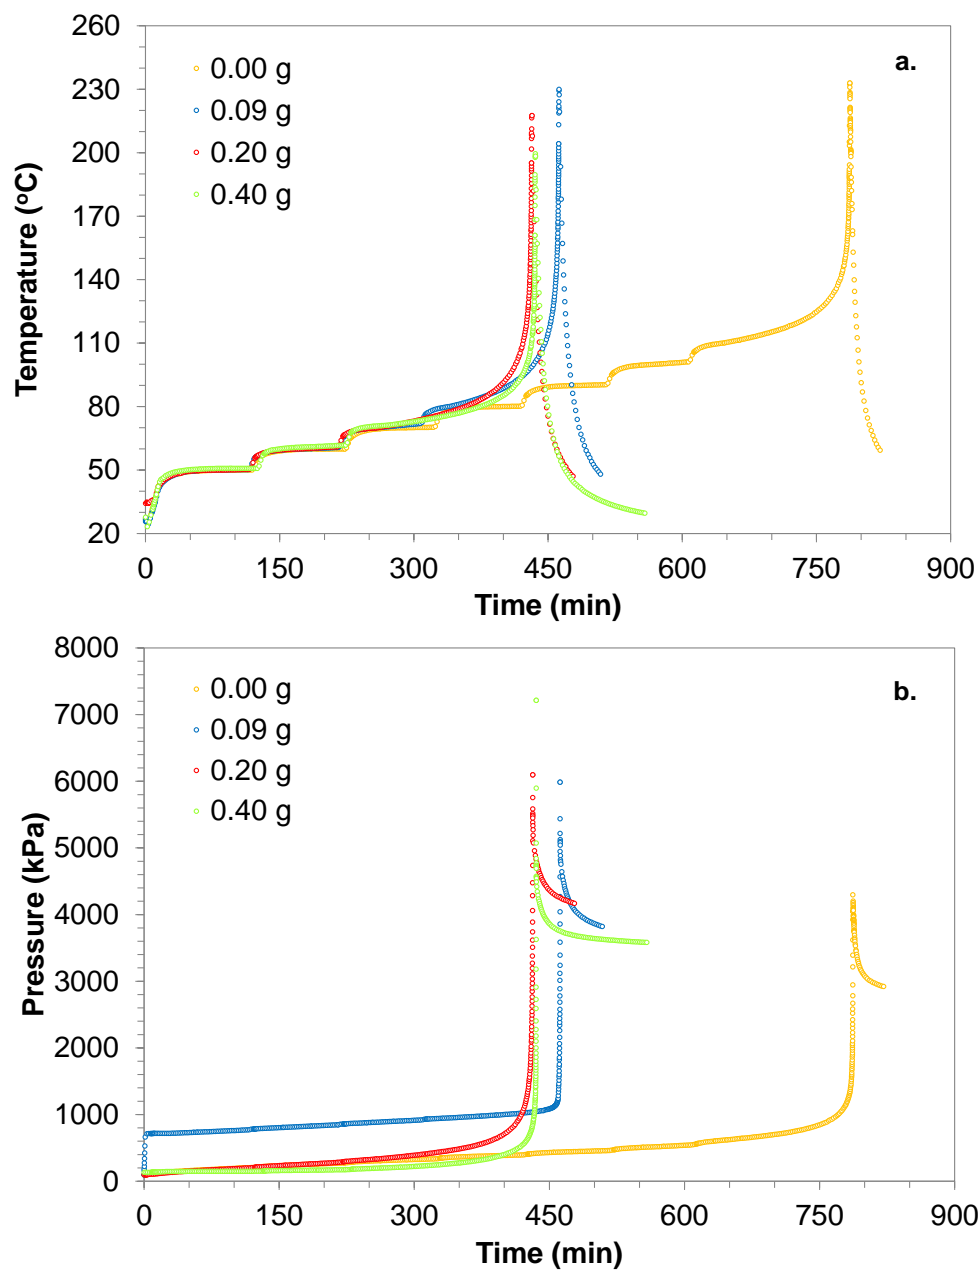 260
230
200
170
140
110
80
50
20
Temperature (ºC)
0.00 g
0.09 g
0.20 g
0.40 g
a.
0 150 300 450 600 750 900
Time (min)
8000
7000
6000
5000
4000
3000
2000
1000
0
Pressure (kPa)
0.00 g
0.09 g
0.20 g
0.40 g
b.
0 150 300 450 600 750 900
Time (min)